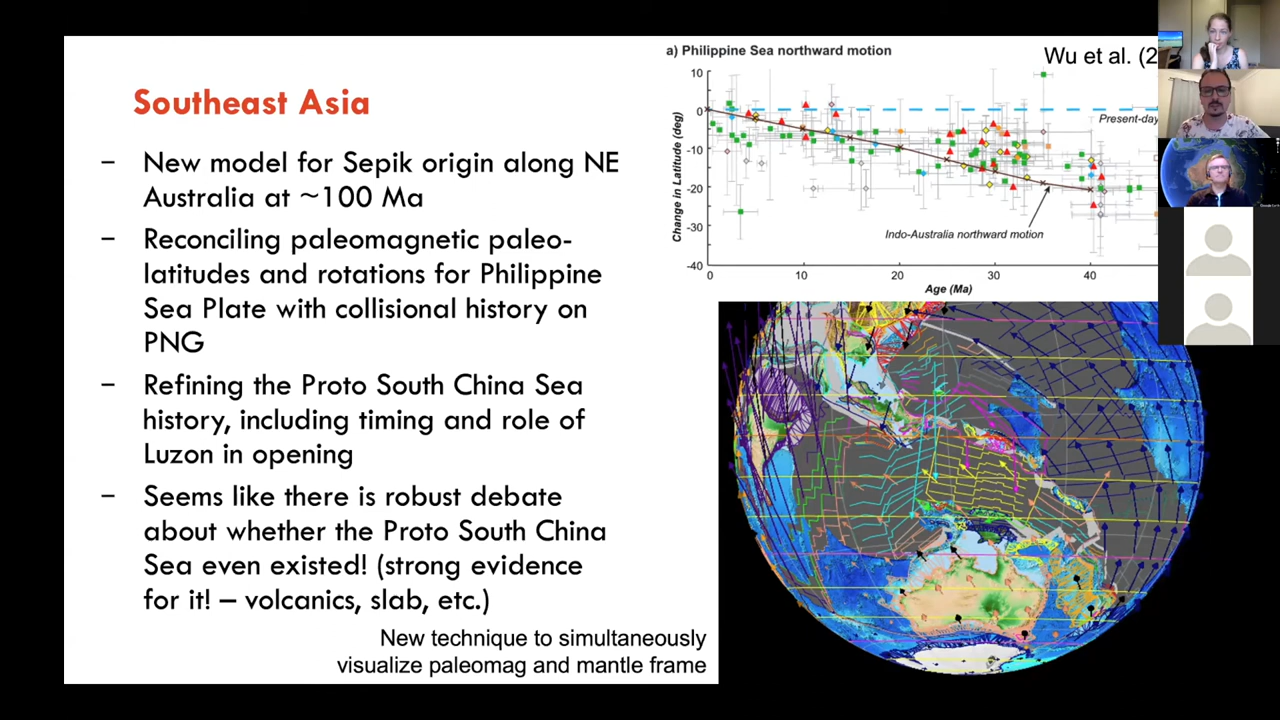 Southeast Asia
− New model for Sepik origin along NE
Australia at ~100 Ma
− Reconciling paleomagnetic paleo-
latitudes and rotations for Philippine
Sea Plate with collisional history on
PNG
− Refining the Proto South China Sea
history, including timing and role of
Luzon in opening
− Seems like there is robust debate
about whether the Proto South China
Sea even existed! (strong evidence
for it! – volcanics, slab, etc.)
New technique to simultaneously
visualize paleomag and mantle frame
a) Philippine Sea northward motion
Wu et al. (2
Change in Latitude (deg)
10
0
-10
-20
-30
-40
Present-day
Indo-Australia northward motion
0 10 20 30 40
Age (Ma)